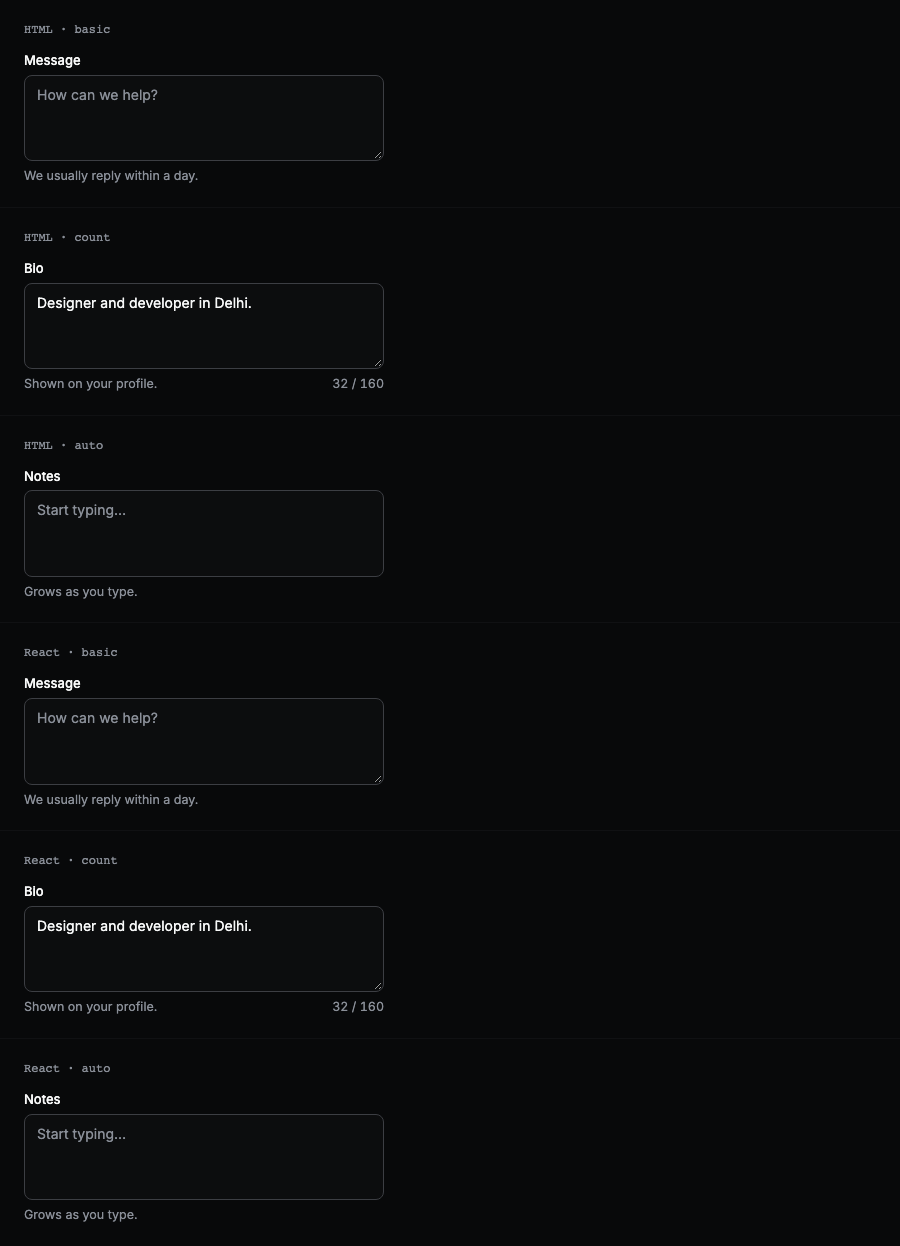 HTML · basic
Message
How can we help?
We usually reply within a day.
HTML · count
Bio
Designer and developer in Delhi.
Shown on your profile. 32 / 160
HTML · auto
Notes
Start typing...
Grows as you type.
React · basic
Message
How can we help?
We usually reply within a day.
React · count
Bio
Designer and developer in Delhi.
Shown on your profile. 32 / 160
React · auto
Notes
Start typing...
Grows as you type.